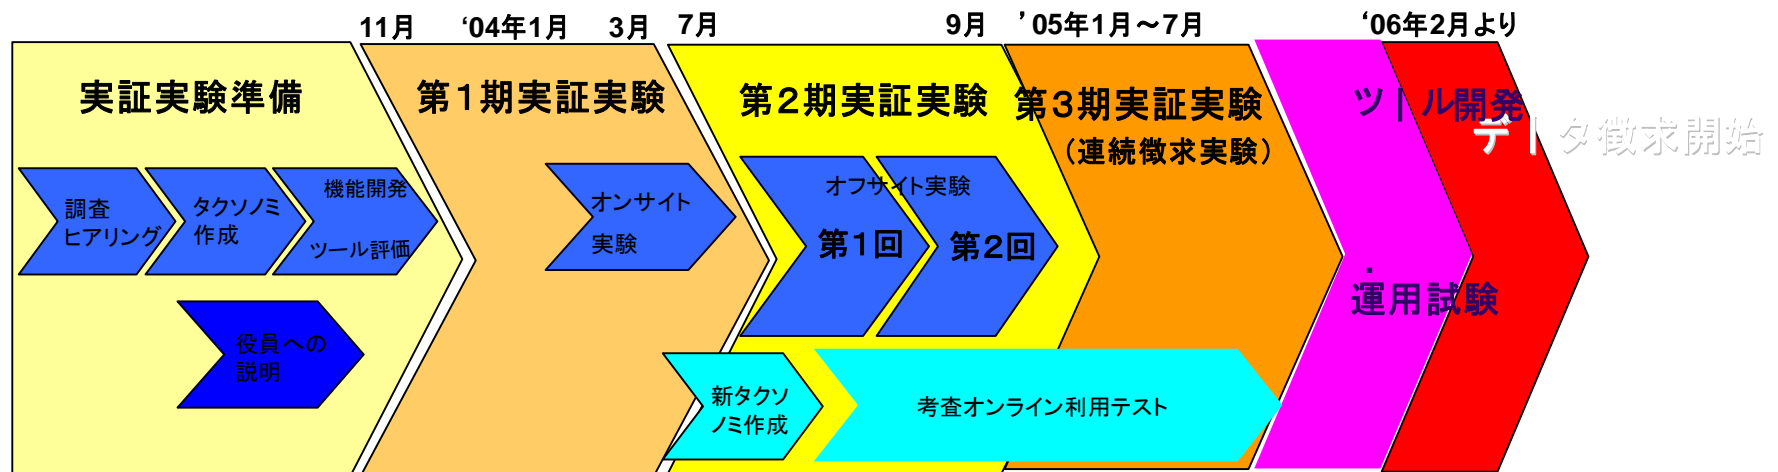 11月 ‘04年1月 3月 7月 9月 ’05年1月～7月 ‘06年2月より
実証実験準備
第１期実証実験
第２期実証実験
第３期実証実験
（連続徴求実験）
ツール開発
・
運用試験
データ徴求開始
調査
ヒアリング
タクソノミ
作成
機能開発
ツール評価
役員への
説明
オンサイト
実験
オフサイト実験
第１回
第２回
新タクソ
ノミ作成
考査オンライン利用テスト